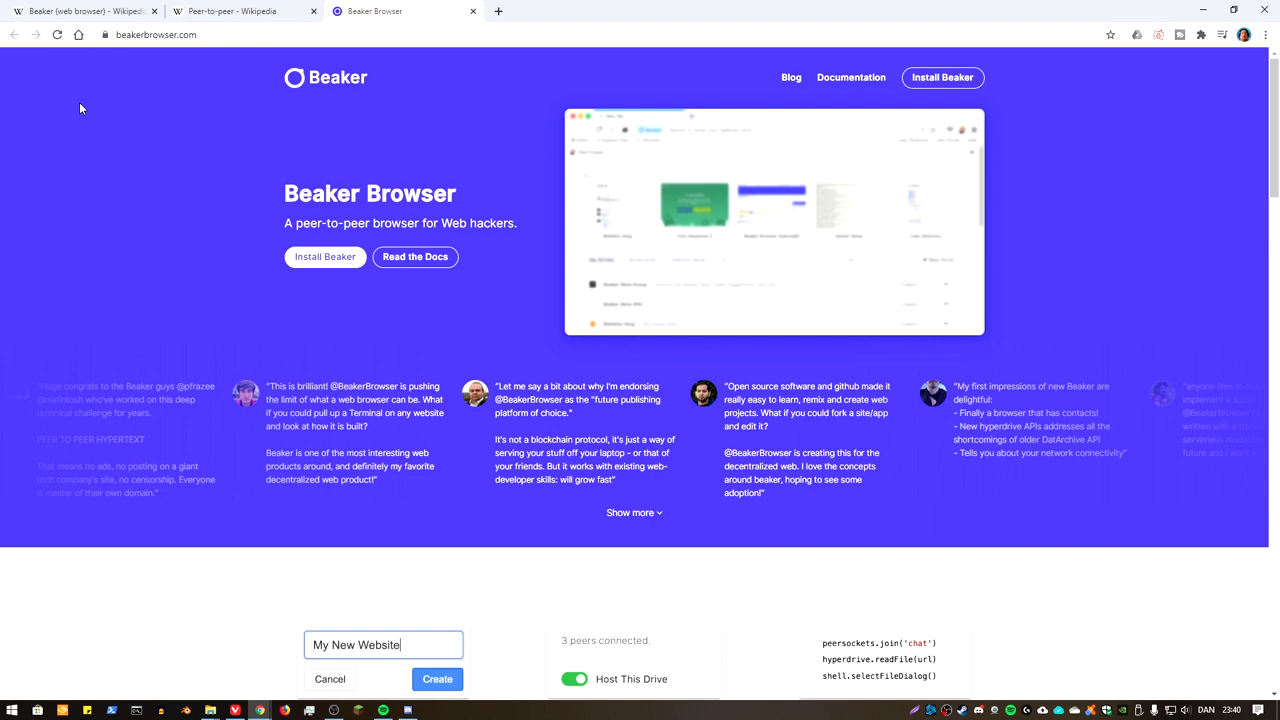 Beaker (web browser) - Wikipedi
Peer-to-peer - Wikipedia
Beaker Browser
beakerbrowser.com
Beaker
Blog
Documentation
Install Beaker
Beaker Browser
A peer-to-peer browser for Web hackers.
Install Beaker
Read the Docs
"Huge congrats to the Beaker guys @pfrazee
who've worked on this deep
technical challenge for years.
PEER TO PEER HYPERTEXT
That means no ads, no posting on a giant
tech company's site, no censorship. Everyone
is master of their own domain."
"This is brilliant! @BeakerBrowser is pushing
the limit of what a web browser can be. What
if you could pull up a Terminal on any website
and look at how it is built?
Beaker is one of the most interesting web
products around, and definitely my favorite
decentralized web product!"
"Let me say a bit about why I'm endorsing
@BeakerBrowser as the "future publishing
platform of choice."
It's not a blockchain protocol, it's just a way of
serving your stuff off your laptop - or that of
your friends. But it works with existing web-
developer skills: will grow fast"
"Open source software and github made it
really easy to learn, remix and create web
projects. What if you could fork a site/app
and edit it?
@BeakerBrowser is creating this for the
decentralized web. I love the concepts
around beaker, hoping to see some
adoption!"
"My first impressions of new Beaker are
delightful:
- Finally a browser that has contacts!
- New hyperdrive APIs addresses all the
shortcomings of older DatArchive API
- Tells you about your network connectivity"
Show more
My New Website
Cancel
Create
3 peers connected.
Host This Drive
peersockets.join('chat')
hyperdrive.readFile(url)
shell.selectFileDialog()
DAN
23:40